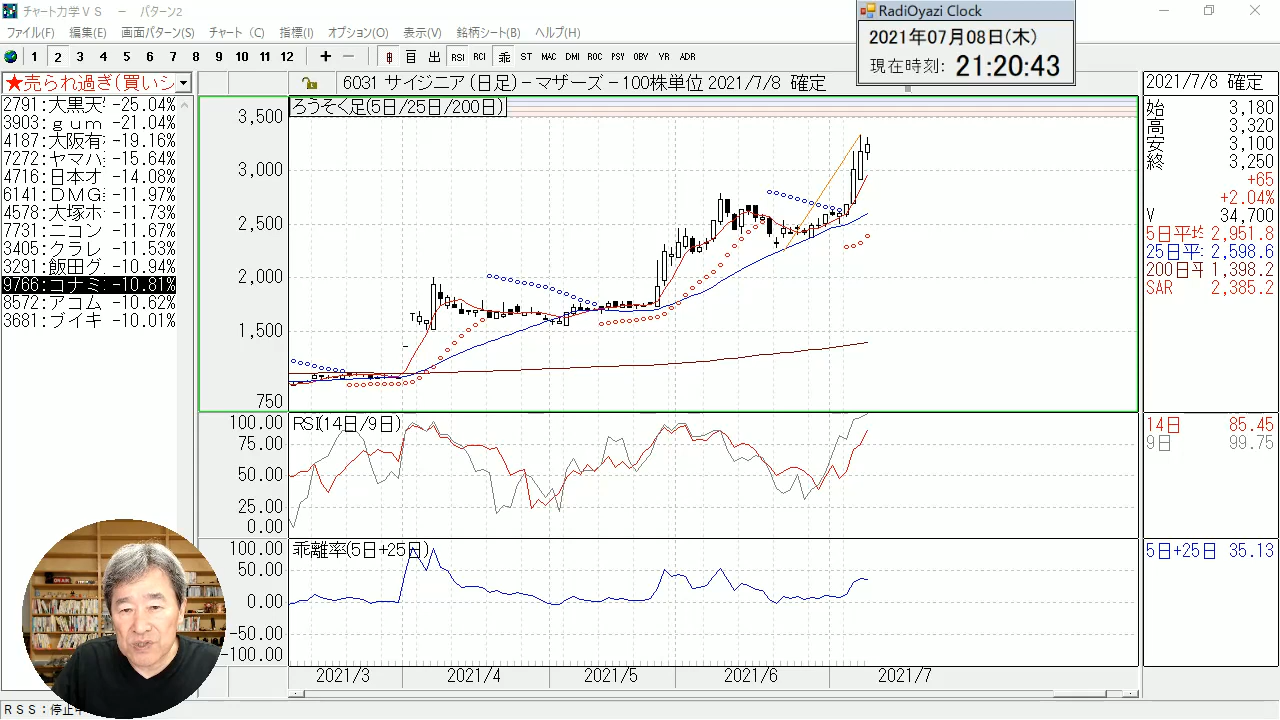 チャート力学ＶＳ － パターン2
RadiOyazi Clock
2021年07月08日(木)
現在時刻: 21:20:43
ファイル(F) 編集(E) 画面パターン(S) チャート (C) 指標(I) オプション(O) 表示(V) 銘柄シート(B) ヘルプ(H)
1 2 3 4 5 6 7 8 9 10 11 12 + － 日 出 RSI RCI 乖 ST MAC DMI ROC PSY OBV VR ADR
★売られ過ぎ(買いシ
6031 サイジニア (日足)－マザーズ－100株単位 2021/7/8 確定
2021/7/8 確定
2791:大黒天 -25.04%
3903:ｇｕｍ -21.04%
4187:大阪有 -19.16%
7272:ヤマハ -15.64%
4716:日本オ -14.08%
6141:ＤＭＧ -11.97%
4578:大塚ホ -11.73%
7731:ニコン -11.67%
3405:クラレ -11.53%
3291:飯田グ -10.94%
9766:コナミ -10.81%
8572:アコム -10.62%
3681:ブイキ -10.01%
ろうそく足(5日/25日/200日)
3,500
3,000
2,500
2,000
1,500
750
始 3,180
高 3,320
安 3,100
終 3,250
+65
+2.04%
V 34,700
5日平均 2,951.8
25日平 2,598.6
200日平 1,398.2
SAR 2,385.2
RSI(14日/9日)
100.00
75.00
50.00
25.00
0.00
14日 85.45
9日 99.75
乖離率(5日+25日)
100.00
50.00
0.00
-50.00
-100.00
5日+25日 35.13
2021/3 2021/4 2021/5 2021/6 2021/7
ＲＳＳ：停止